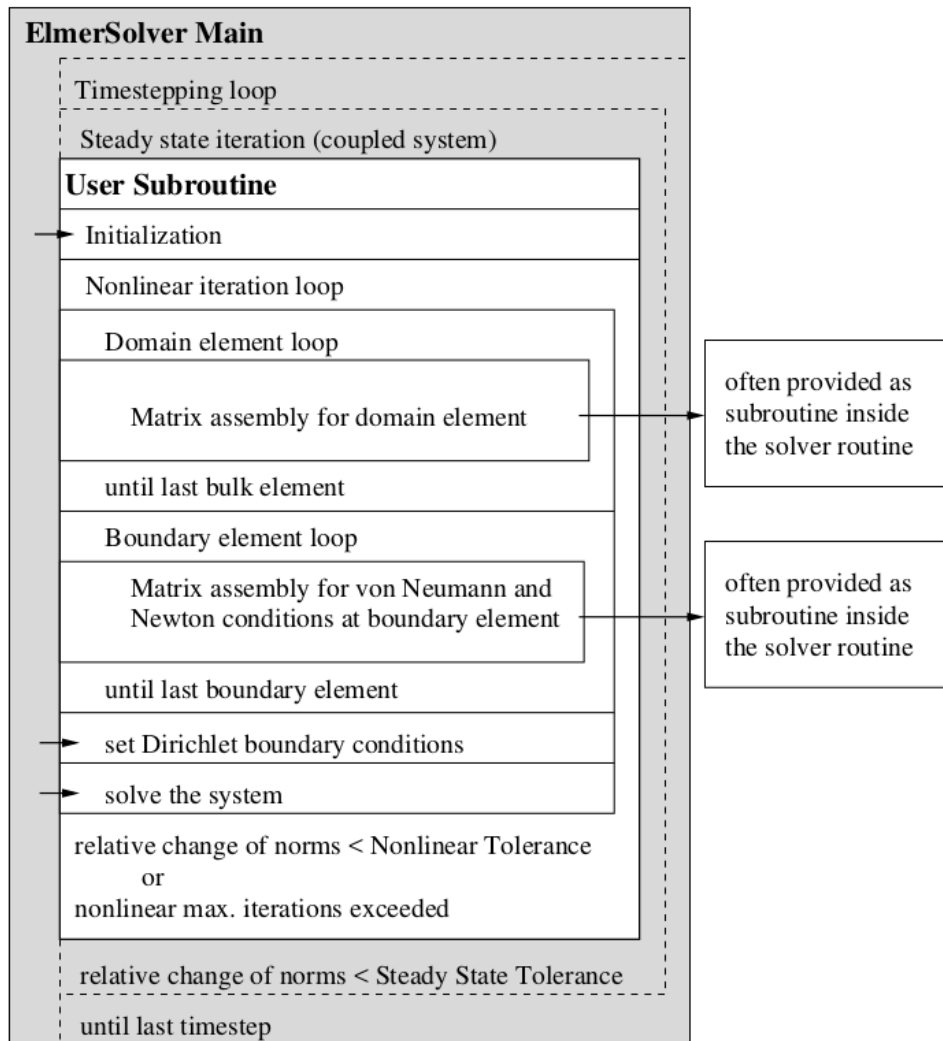 ElmerSolver Main
Timestepping loop
Steady state iteration (coupled system)
User Subroutine
Initialization
Nonlinear iteration loop
Domain element loop
Matrix assembly for domain element
often provided as
subroutine inside
the solver routine
until last bulk element
Boundary element loop
Matrix assembly for von Neumann and
Newton conditions at boundary element
often provided as
subroutine inside
the solver routine
until last boundary element
set Dirichlet boundary conditions
solve the system
relative change of norms < Nonlinear Tolerance
or
nonlinear max. iterations exceeded
relative change of norms < Steady State Tolerance
until last timestep